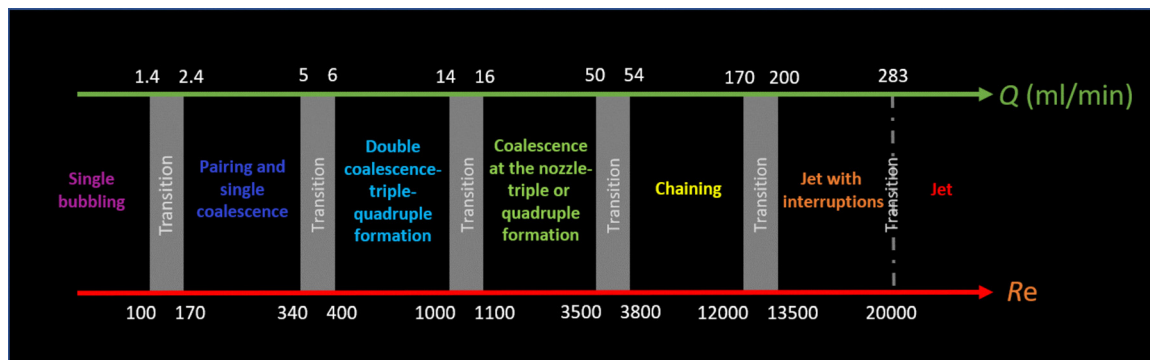 1.4 2.4 5 6 14 16 50 54 170 200 283
Q (ml/min)
Single
bubbling
Transition
Pairing and
single
coalescence
Transition
Double
coalescence-
triple-
quadruple
formation
Transition
Coalescence
at the nozzle-
triple or
quadruple
formation
Transition
Chaining
Transition
Jet with
interruptions
Transition
Jet
Re
100 170 340 400 1000 1100 3500 3800 12000 13500 20000